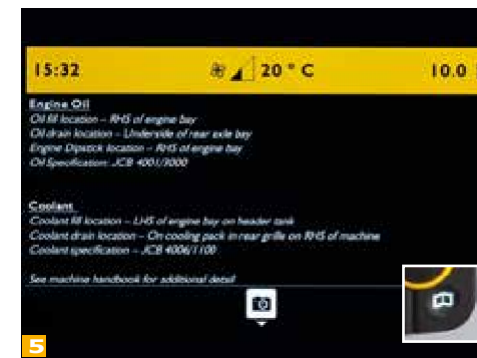 15:32 20 ° C 10.0
Engine Oil
Oil fill location – RHS of engine bay
Oil drain location – Underside of rear axle bay
Engine Dipstick location – RHS of engine bay
Oil Specification: JCB 4001/3000
Coolant
Coolant fill location – LHS of engine bay on header tank
Coolant drain location – On cooling pack in rear grille on RHS of machine
Coolant specification – JCB 4006/1100
See machine handbook for additional detail
5